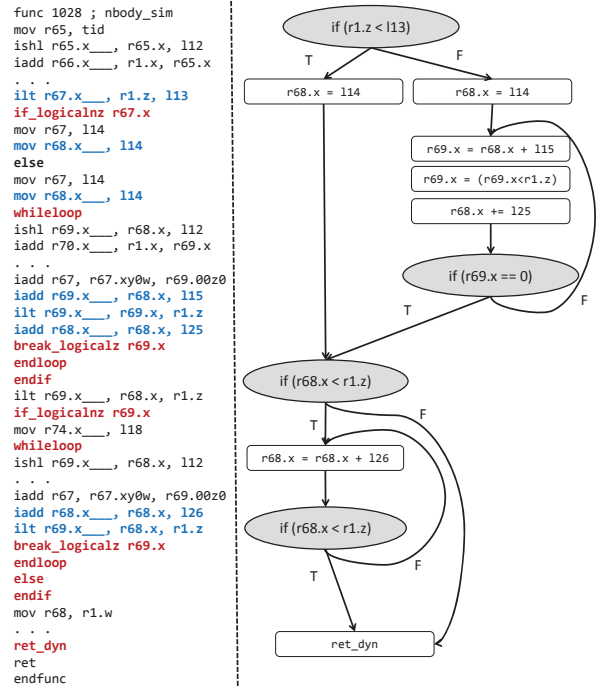 func 1028 ; nbody_sim
mov r65, tid
ishl r65.x___, r65.x, l12
iadd r66.x___, r1.x, r65.x
. . .
ilt r67.x___, r1.z, l13
if_logicalnz r67.x
mov r67, l14
mov r68.x___, l14
else
mov r67, l14
mov r68.x___, l14
whileloop
ishl r69.x___, r68.x, l12
iadd r70.x___, r1.x, r69.x
. . .
iadd r67, r67.xy0w, r69.00z0
iadd r69.x___, r68.x, l15
ilt r69.x___, r69.x, r1.z
iadd r68.x___, r68.x, l25
break_logicalz r69.x
endloop
endif
ilt r69.x___, r68.x, r1.z
if_logicalnz r69.x
mov r74.x___, l18
whileloop
ishl r69.x___, r68.x, l12
. . .
iadd r67, r67.xy0w, r69.00z0
iadd r68.x___, r68.x, l26
ilt r69.x___, r68.x, r1.z
break_logicalz r69.x
endloop
else
endif
mov r68, r1.w
. . .
ret_dyn
ret
endfunc
if (r1.z < l13)
T
F
r68.x = l14
r68.x = l14
r69.x = r68.x + l15
r69.x = (r69.x<r1.z)
r68.x += l25
if (r69.x == 0)
T
F
if (r68.x < r1.z)
T
F
r68.x = r68.x + l26
if (r68.x < r1.z)
T
F
ret_dyn